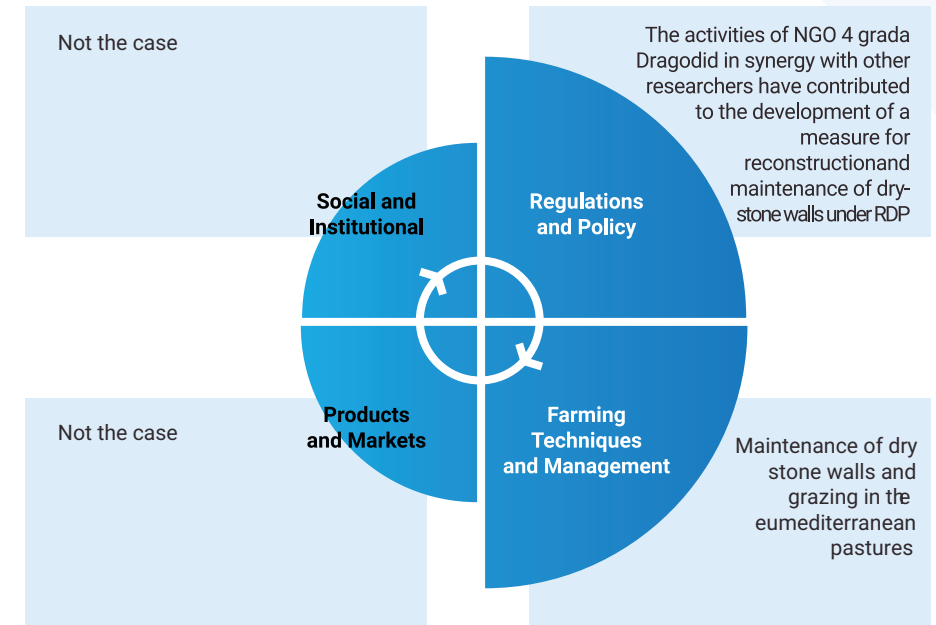 Not the case
The activities of NGO 4 grada
Dragodid in synergy with other
researchers have contributed
to the development of a
measure for
reconstructionand
maintenance of dry-
stone walls under RDP
Social and
Institutional
Regulations
and Policy
Products
and Markets
Farming
Techniques
and Management
Not the case
Maintenance of dry
stone walls and
grazing in the
eumediterranean
pastures